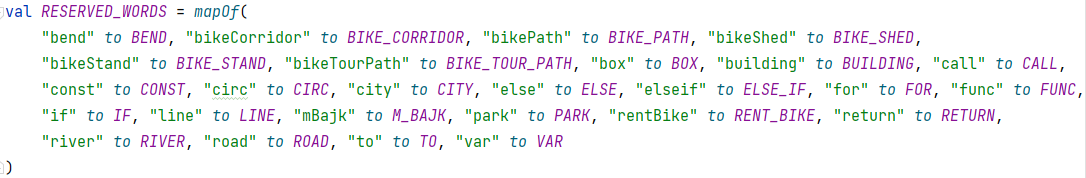 val RESERVED_WORDS = mapOf(
"bend" to BEND, "bikeCorridor" to BIKE_CORRIDOR, "bikePath" to BIKE_PATH, "bikeShed" to BIKE_SHED,
"bikeStand" to BIKE_STAND, "bikeTourPath" to BIKE_TOUR_PATH, "box" to BOX, "building" to BUILDING, "call" to CALL,
"const" to CONST, "circ" to CIRC, "city" to CITY, "else" to ELSE, "elseif" to ELSE_IF, "for" to FOR, "func" to FUNC,
"if" to IF, "line" to LINE, "mBajk" to M_BAJK, "park" to PARK, "rentBike" to RENT_BIKE, "return" to RETURN,
"river" to RIVER, "road" to ROAD, "to" to TO, "var" to VAR
)